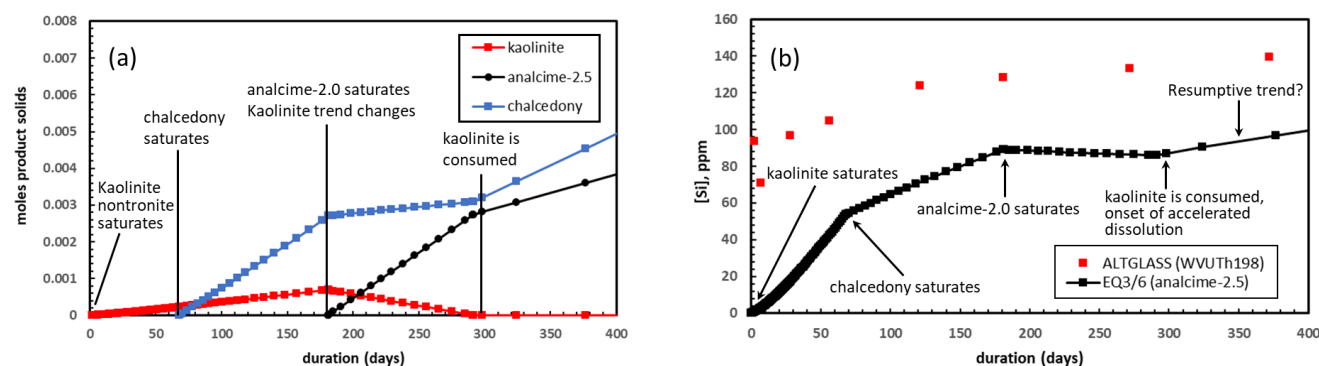 (a)
moles product solids
0.008
0.007
0.006
0.005
0.004
0.003
0.002
0.001
0
kaolinite
analcime-2.5
chalcedony
analcime-2.0 saturates
Kaolinite trend changes
chalcedony
saturates
kaolinite is
consumed
Kaolinite
nontronite
saturates
0
100
200
300
400
duration (days)
(b)
[Si], ppm
160
140
120
100
80
60
40
20
0
Resumptive trend?
kaolinite saturates
analcime-2.0 saturates
kaolinite is consumed,
onset of accelerated
dissolution
chalcedony saturates
ALTGLASS (WVUTh198)
EQ3/6 (analcime-2.5)
0
50
100
150
200
250
300
350
400
duration (days)